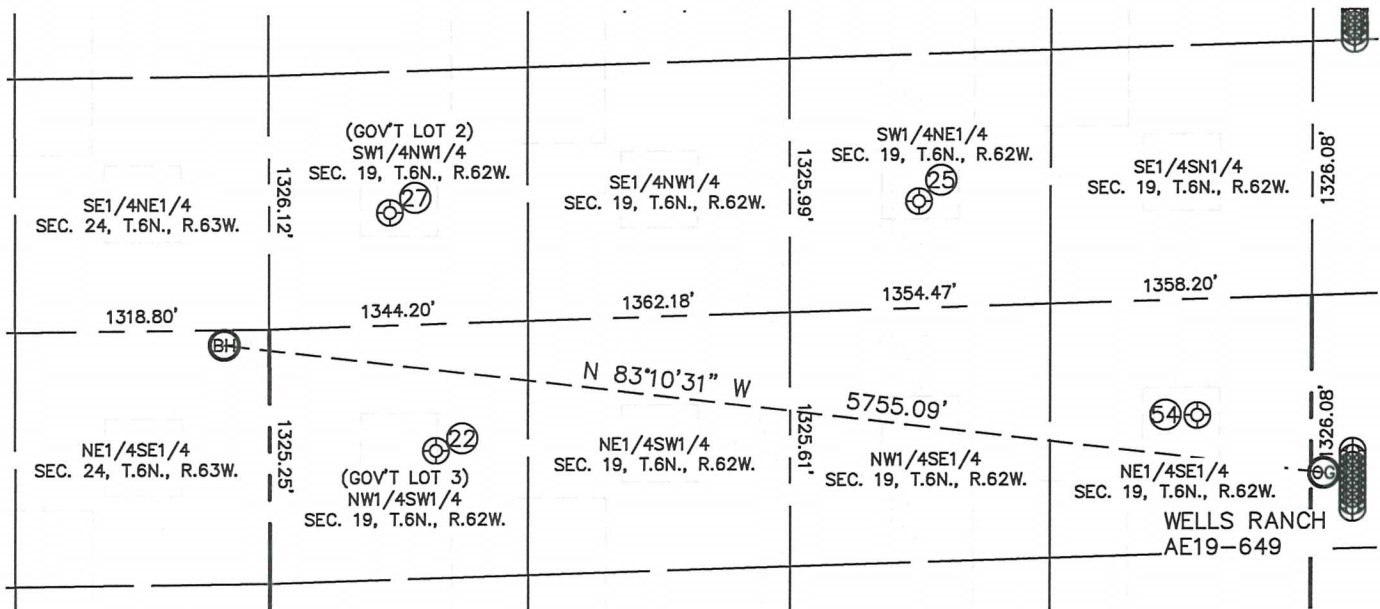 (GOV'T LOT 2)
SW1/4NW1/4
SEC. 19, T.6N., R.62W.
SW1/4NE1/4
SEC. 19, T.6N., R.62W.
1326.08'
1326.12'
27
SE1/4NW1/4
SEC. 19, T.6N., R.62W.
1325.99'
25
SE1/4SN1/4
SEC. 19, T.6N., R.62W.
SE1/4NE1/4
SEC. 24, T.6N., R.63W.
1318.80'
1344.20'
1362.18'
1354.47'
1358.20'
BH
N 83°10'31" W
5755.09'
54
1326.08'
1325.25'
22
1325.61'
NE1/4SE1/4
SEC. 24, T.6N., R.63W.
(GOV'T LOT 3)
NW1/4SW1/4
SEC. 19, T.6N., R.62W.
NE1/4SW1/4
SEC. 19, T.6N., R.62W.
NW1/4SE1/4
SEC. 19, T.6N., R.62W.
NE1/4SE1/4
SEC. 19, T.6N., R.62W.
WELLS RANCH
AE19-649